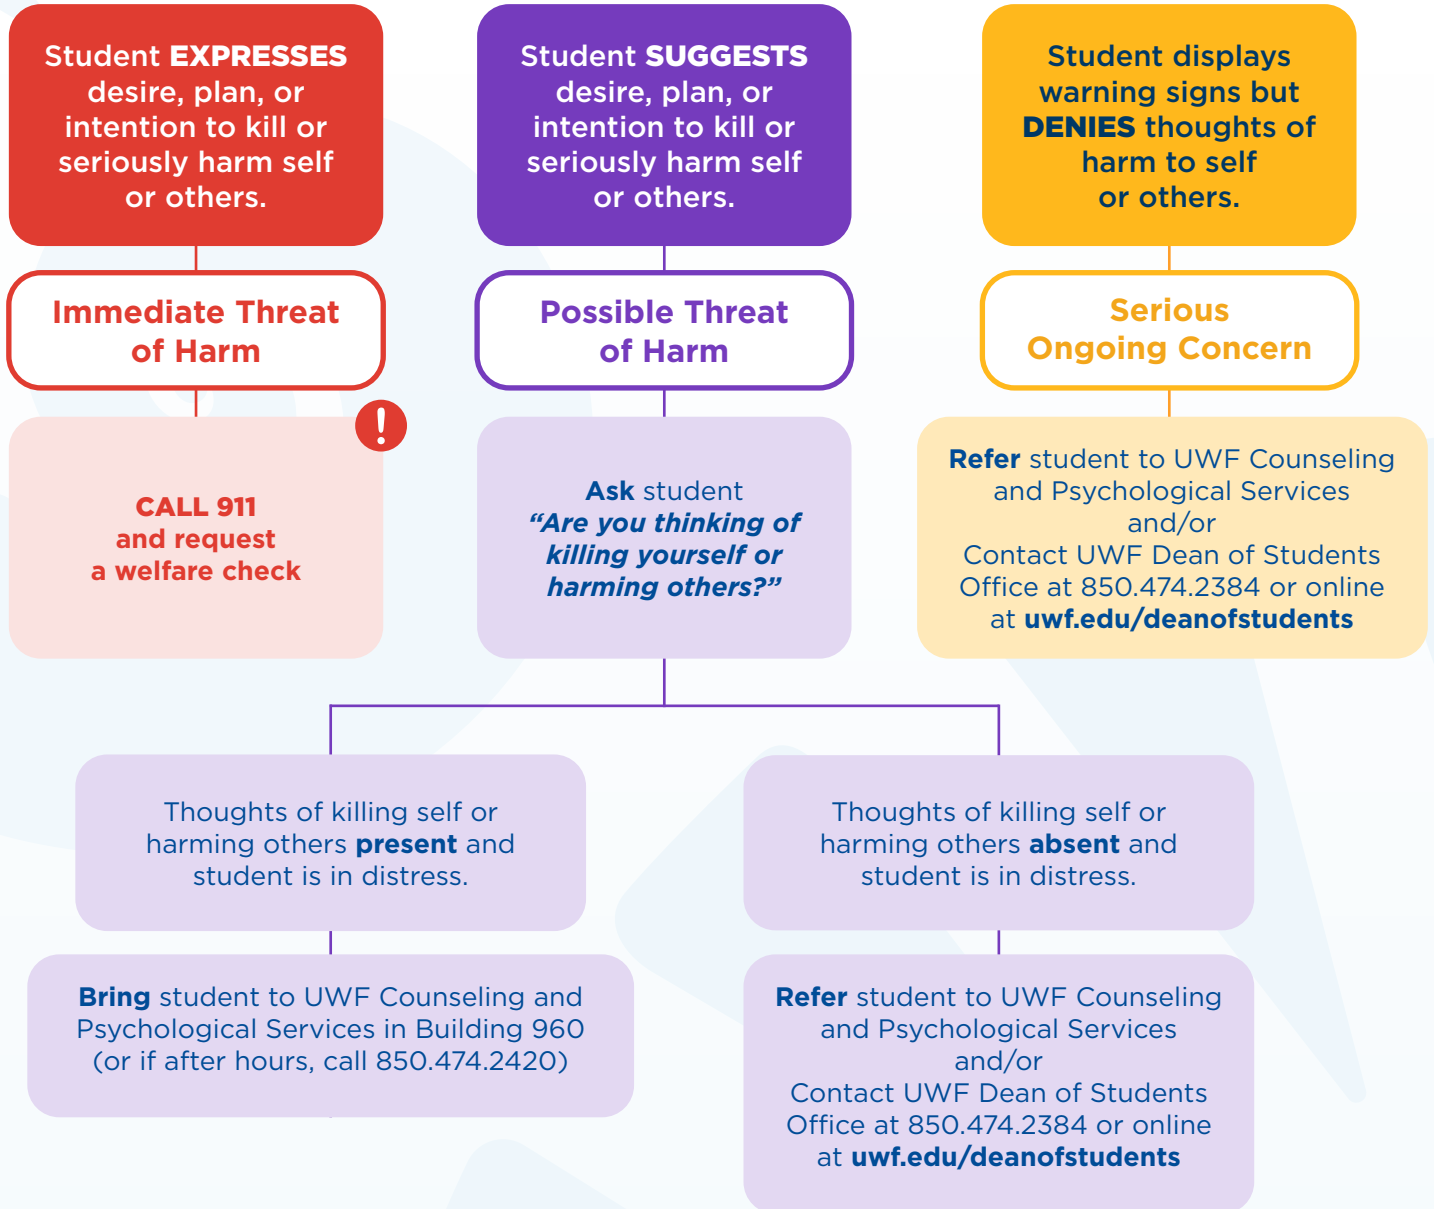 Student EXPRESSES
desire, plan, or
intention to kill or
seriously harm self
or others.
Immediate Threat
of Harm
!
CALL 911
and request
a welfare check
Student SUGGESTS
desire, plan, or
intention to kill or
seriously harm self
or others.
Possible Threat
of Harm
Ask student
“Are you thinking of
killing yourself or
harming others?”
Thoughts of killing self or
harming others present and
student is in distress.
Bring student to UWF Counseling and
Psychological Services in Building 960
(or if after hours, call 850.474.2420)
Thoughts of killing self or
harming others absent and
student is in distress.
Refer student to UWF Counseling
and Psychological Services
and/or
Contact UWF Dean of Students
Office at 850.474.2384 or online
at uwf.edu/deanofstudents
Student displays
warning signs but
DENIES thoughts of
harm to self
or others.
Serious
Ongoing Concern
Refer student to UWF Counseling
and Psychological Services
and/or
Contact UWF Dean of Students
Office at 850.474.2384 or online
at uwf.edu/deanofstudents